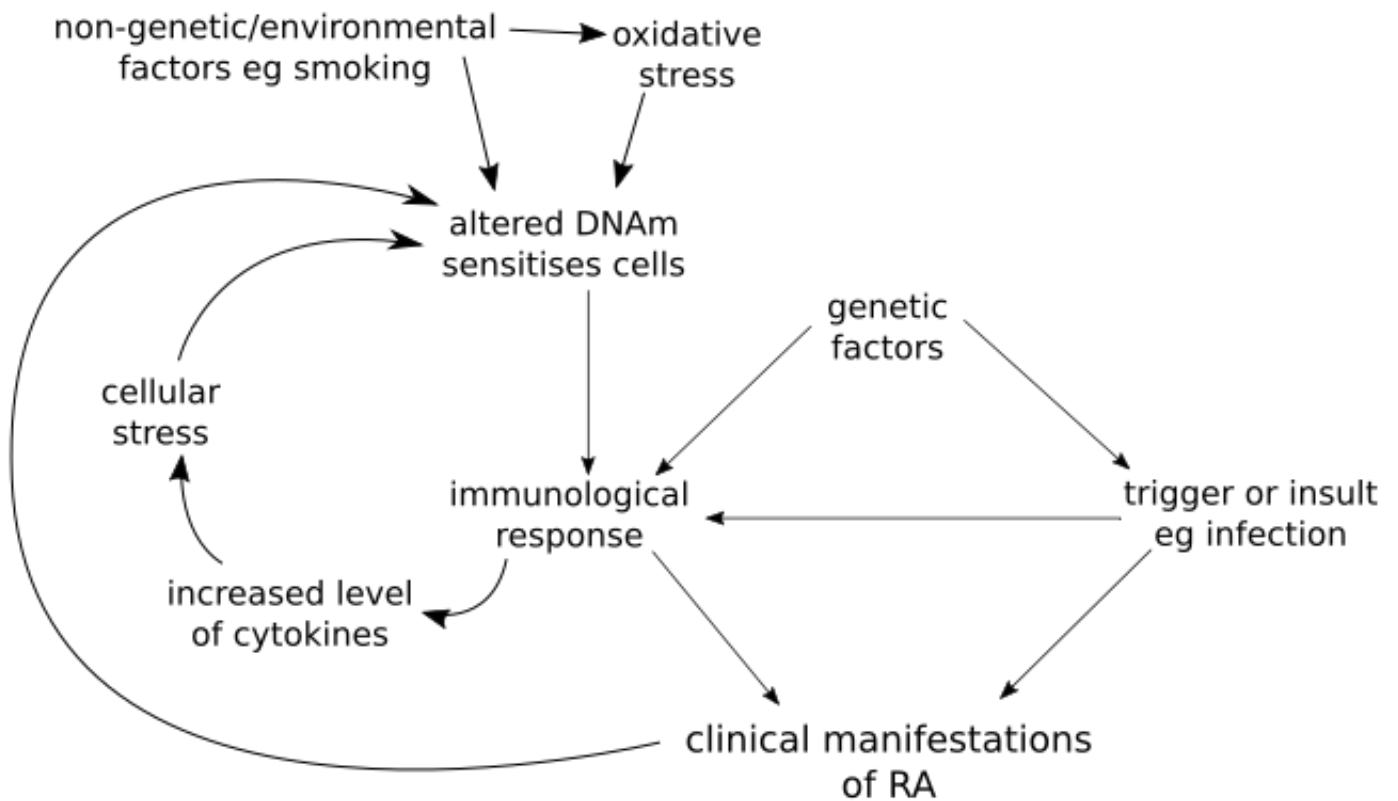 non-genetic/environmental
factors eg smoking
oxidative
stress
altered DNAm
sensitises cells
genetic
factors
cellular
stress
immunological
response
trigger or insult
eg infection
increased level
of cytokines
clinical manifestations
of RA